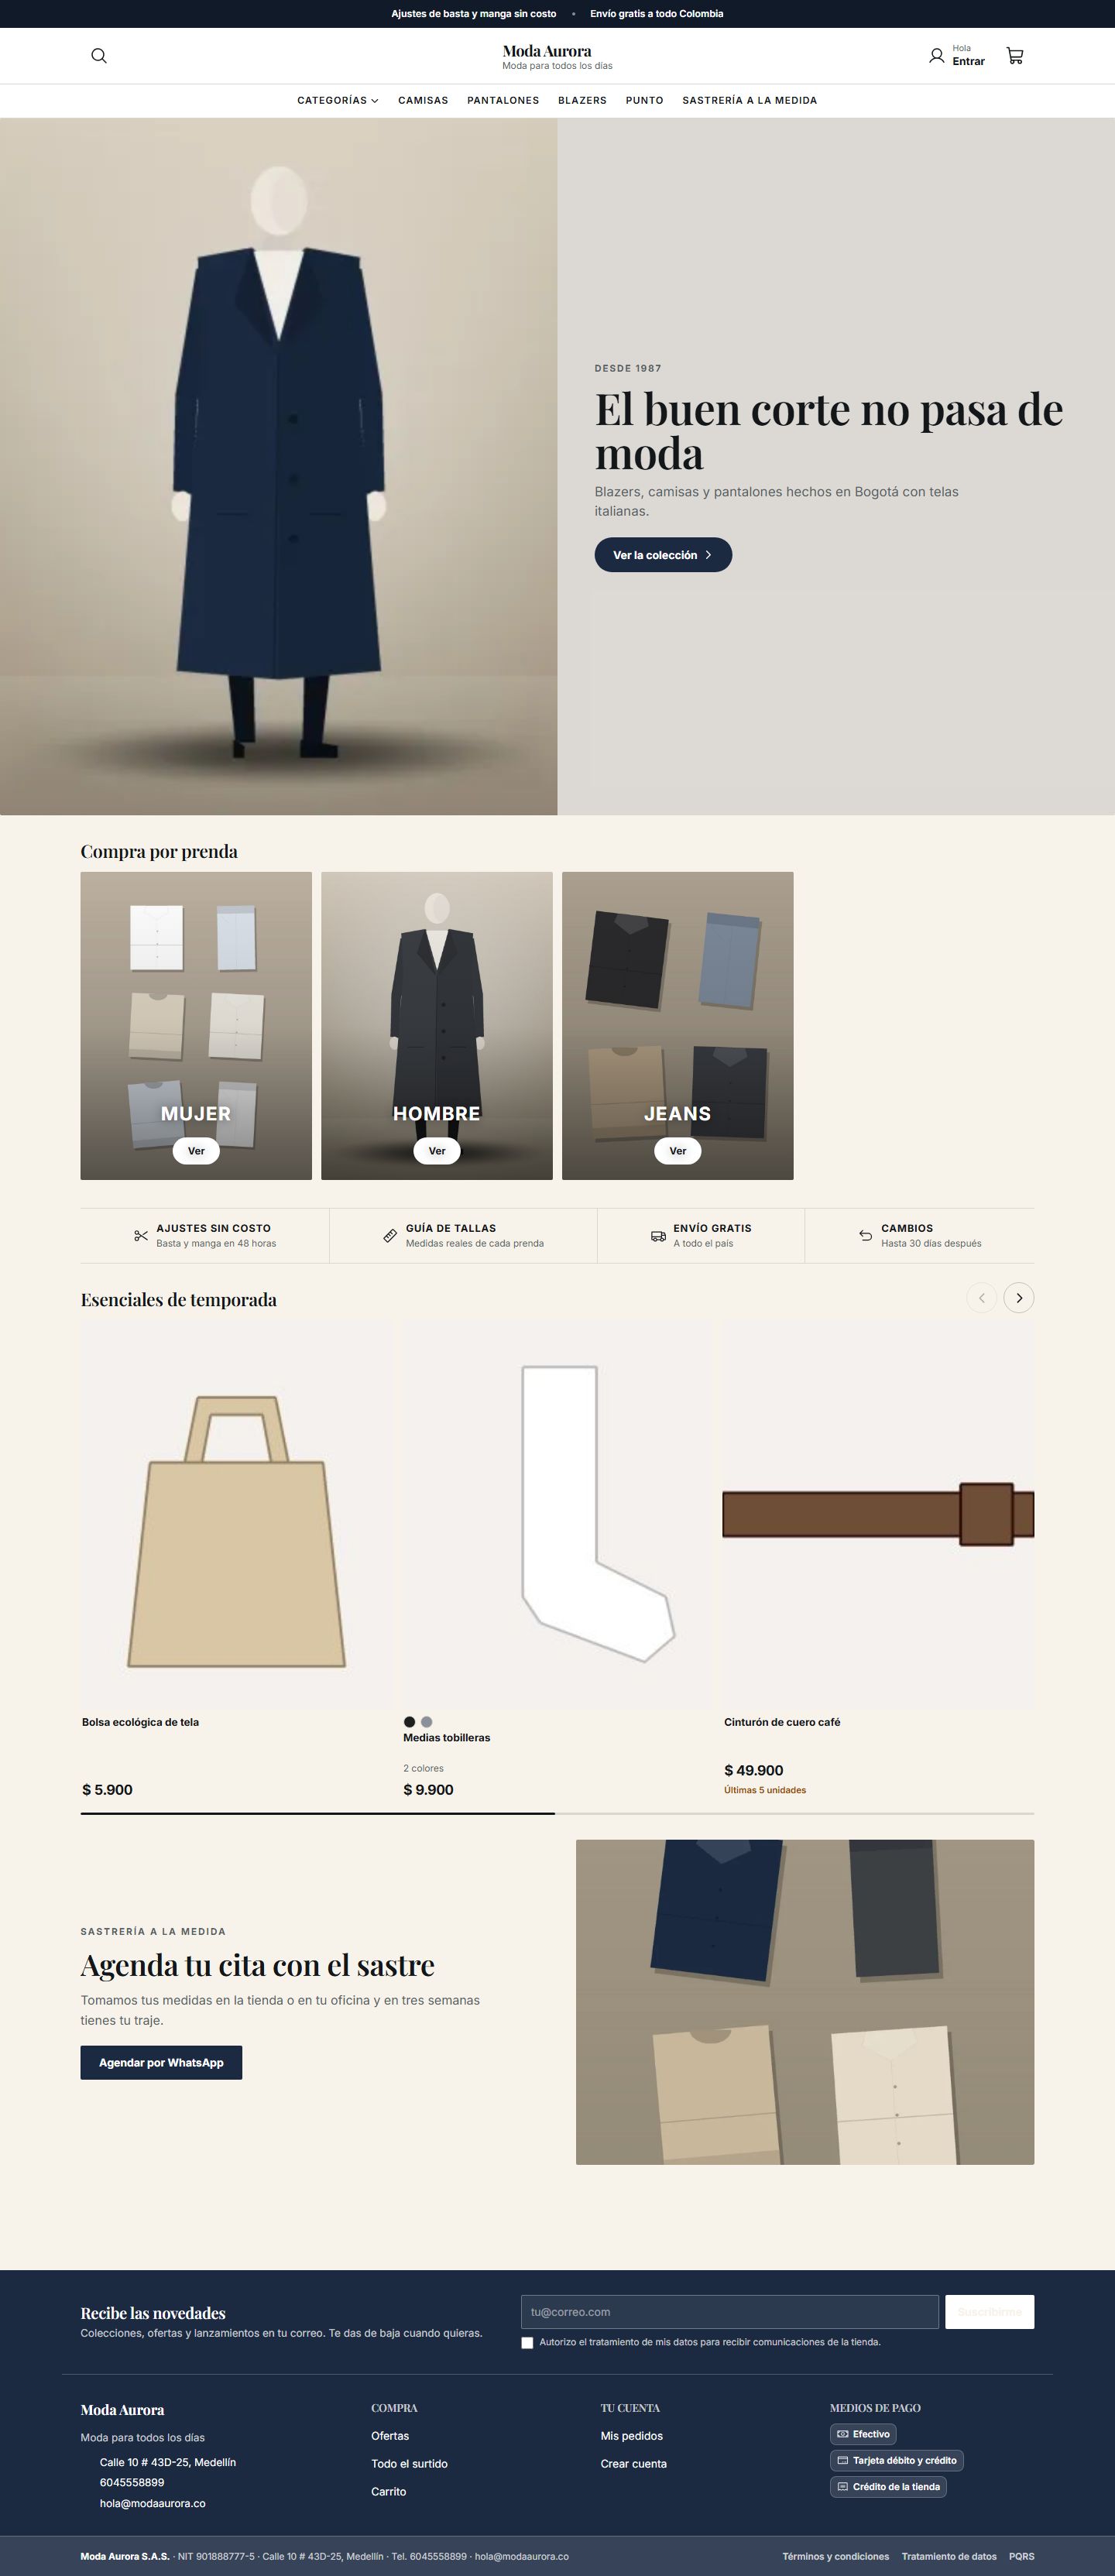 Ajustes de basta y manga sin costo • Envío gratis a todo Colombia
Moda Aurora
Moda para todos los días
Hola
Entrar
CATEGORÍAS CAMISAS PANTALONES BLAZERS PUNTO SASTRERÍA A LA MEDIDA
DESDE 1987
El buen corte no pasa de
moda
Blazers, camisas y pantalones hechos en Bogotá con telas
italianas.
Ver la colección
Compra por prenda
MUJER
Ver
HOMBRE
Ver
JEANS
Ver
AJUSTES SIN COSTO
Basta y manga en 48 horas
GUÍA DE TALLAS
Medidas reales de cada prenda
ENVÍO GRATIS
A todo el país
CAMBIOS
Hasta 30 días después
Esenciales de temporada
Bolsa ecológica de tela
$ 5.900
Medias tobilleras
2 colores
$ 9.900
Cinturón de cuero café
$ 49.900
Últimas 5 unidades
SASTRERÍA A LA MEDIDA
Agenda tu cita con el sastre
Tomamos tus medidas en la tienda o en tu oficina y en tres semanas
tienes tu traje.
Agendar por WhatsApp
Recibe las novedades
Colecciones, ofertas y lanzamientos en tu correo. Te das de baja cuando quieras.
tu@correo.com
Suscribirme
Autorizo el tratamiento de mis datos para recibir comunicaciones de la tienda.
Moda Aurora
Moda para todos los días
Calle 10 # 43D-25, Medellín
6045558899
hola@modaaurora.co
COMPRA
Ofertas
Todo el surtido
Carrito
TU CUENTA
Mis pedidos
Crear cuenta
MEDIOS DE PAGO
Efectivo
Tarjeta débito y crédito
Crédito de la tienda
Moda Aurora S.A.S. · NIT 901888777-5 · Calle 10 # 43D-25, Medellín · Tel. 6045558899 · hola@modaaurora.co
Términos y condiciones Tratamiento de datos PQRS